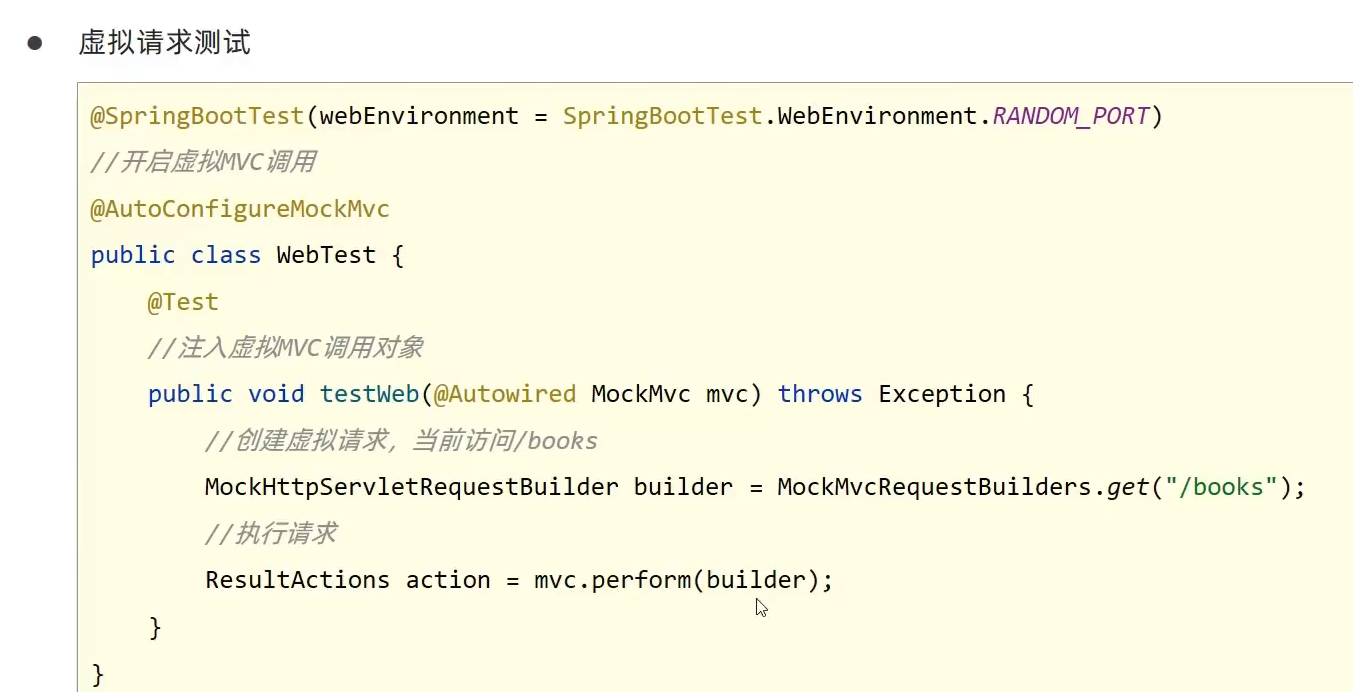 ● 虚拟请求测试
@SpringBootTest(webEnvironment = SpringBootTest.WebEnvironment.RANDOM_PORT)
//开启虚拟MVC调用
@AutoConfigureMockMvc
public class WebTest {
    @Test
    //注入虚拟MVC调用对象
    public void testWeb(@Autowired MockMvc mvc) throws Exception {
        //创建虚拟请求，当前访问/books
        MockHttpServletRequestBuilder builder = MockMvcRequestBuilders.get("/books");
        //执行请求
        ResultActions action = mvc.perform(builder);
    }
}